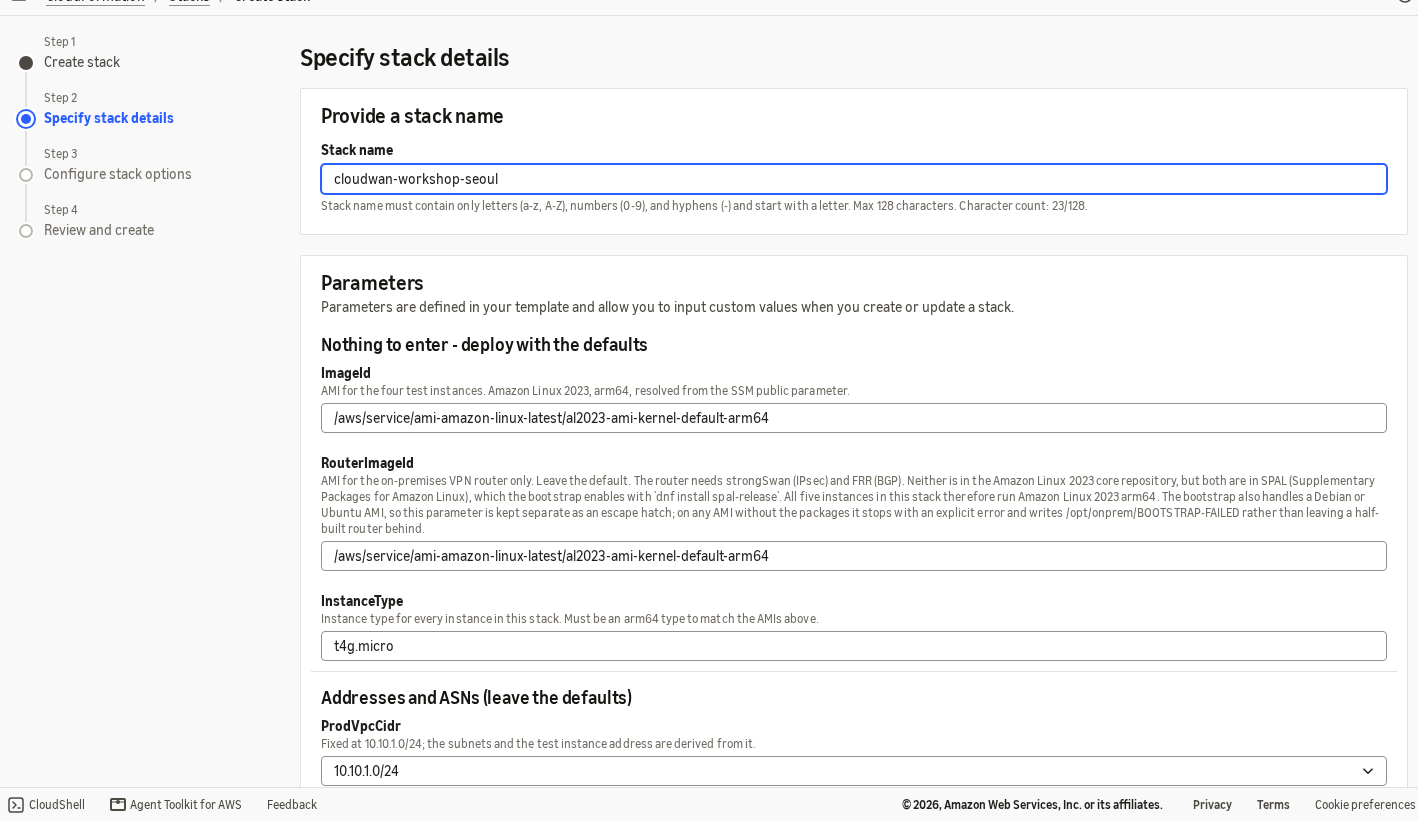 CloudFormation / Stacks / Create stack
Step 1
Create stack
Step 2
Specify stack details
Step 3
Configure stack options
Step 4
Review and create
Specify stack details
Provide a stack name
Stack name
cloudwan-workshop-seoul
Stack name must contain only letters (a-z, A-Z), numbers (0-9), and hyphens (-) and start with a letter. Max 128 characters. Character count: 23/128.
Parameters
Parameters are defined in your template and allow you to input custom values when you create or update a stack.
Nothing to enter - deploy with the defaults
ImageId
AMI for the four test instances. Amazon Linux 2023, arm64, resolved from the SSM public parameter.
/aws/service/ami-amazon-linux-latest/al2023-ami-kernel-default-arm64
RouterImageId
AMI for the on-premises VPN router only. Leave the default. The router needs strongSwan (IPsec) and FRR (BGP). Neither is in the Amazon Linux 2023 core repository, but both are in SPAL (Supplementary
Packages for Amazon Linux), which the bootstrap enables with `dnf install spal-release`. All five instances in this stack therefore run Amazon Linux 2023 arm64. The bootstrap also handles a Debian or
Ubuntu AMI, so this parameter is kept separate as an escape hatch; on any AMI without the packages it stops with an explicit error and writes /opt/onprem/BOOTSTRAP-FAILED rather than leaving a half-
built router behind.
/aws/service/ami-amazon-linux-latest/al2023-ami-kernel-default-arm64
InstanceType
Instance type for every instance in this stack. Must be an arm64 type to match the AMIs above.
t4g.micro
Addresses and ASNs (leave the defaults)
ProdVpcCidr
Fixed at 10.10.1.0/24; the subnets and the test instance address are derived from it.
10.10.1.0/24
CloudShell
Agent Toolkit for AWS
Feedback
© 2026, Amazon Web Services, Inc. or its affiliates.
Privacy
Terms
Cookie preferences